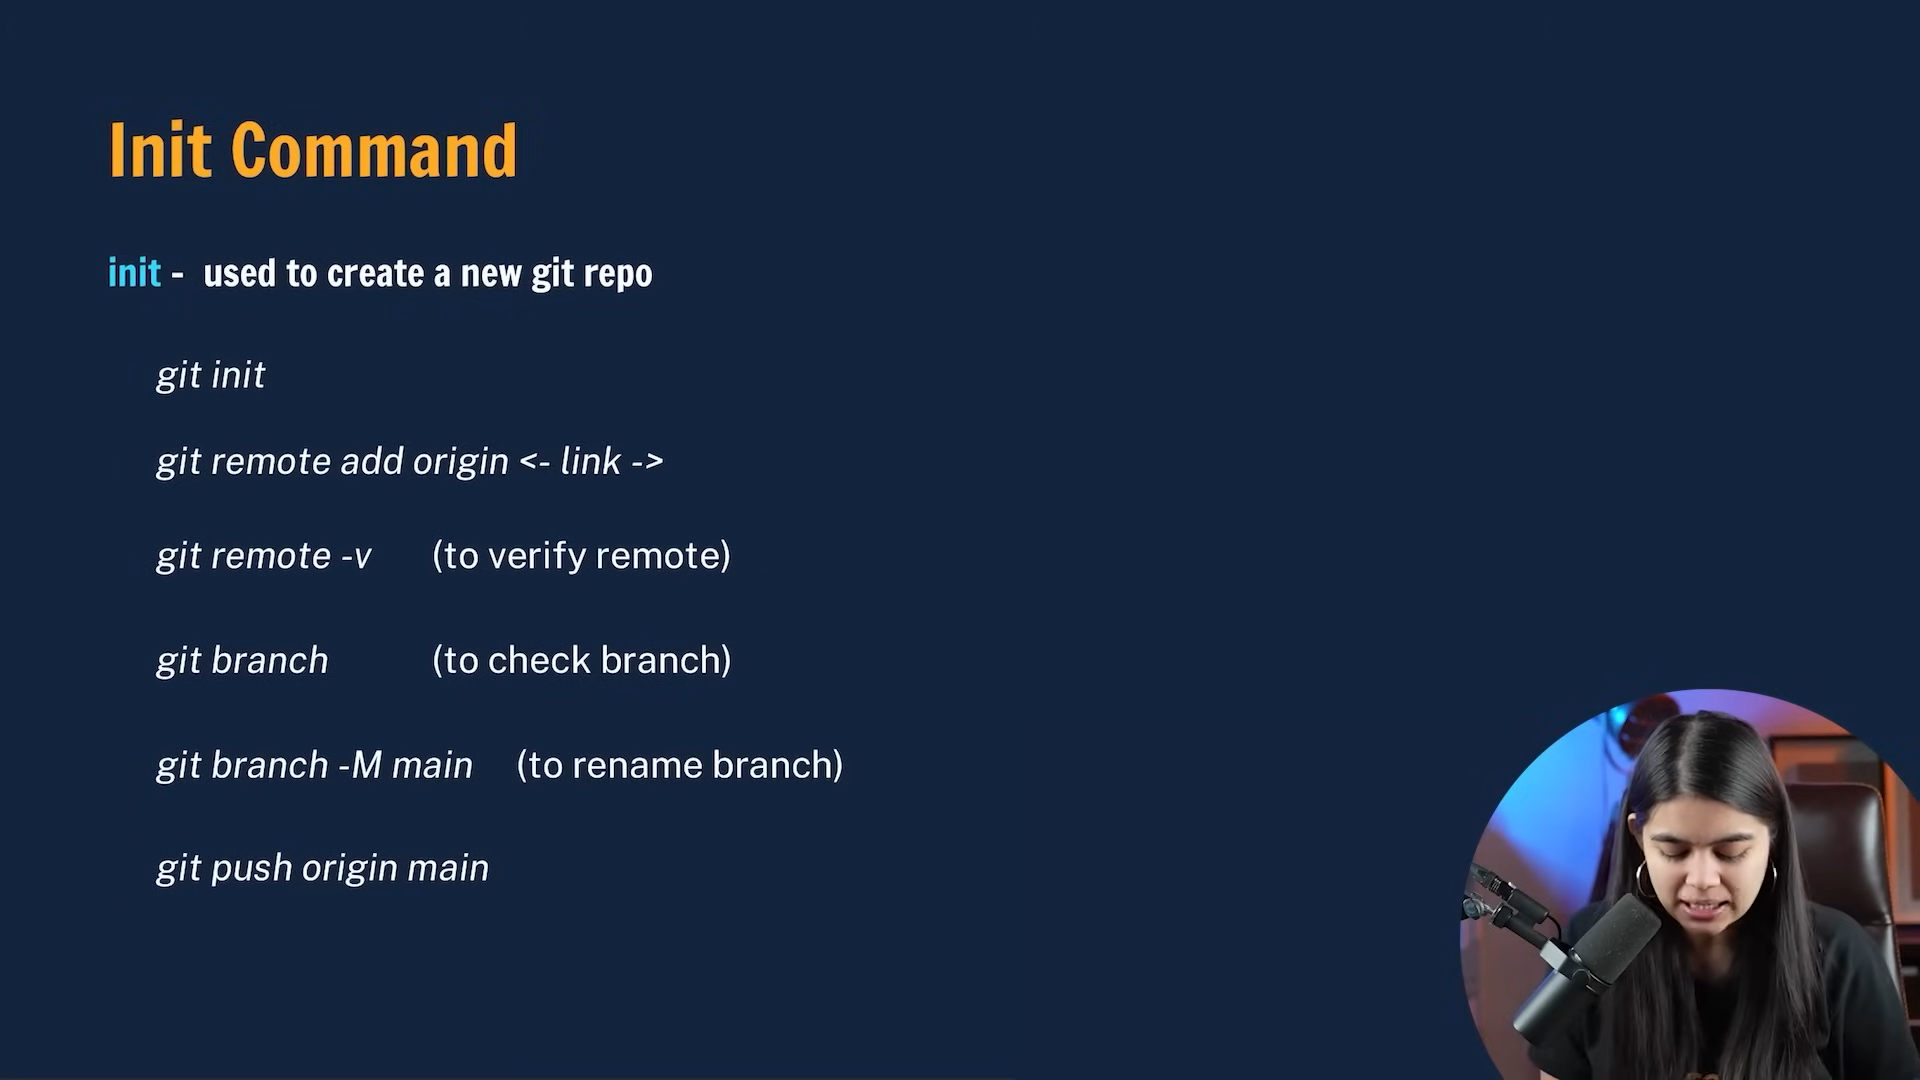 Init Command
init - used to create a new git repo
git init
git remote add origin <- link ->
git remote -v (to verify remote)
git branch (to check branch)
git branch -M main (to rename branch)
git push origin main